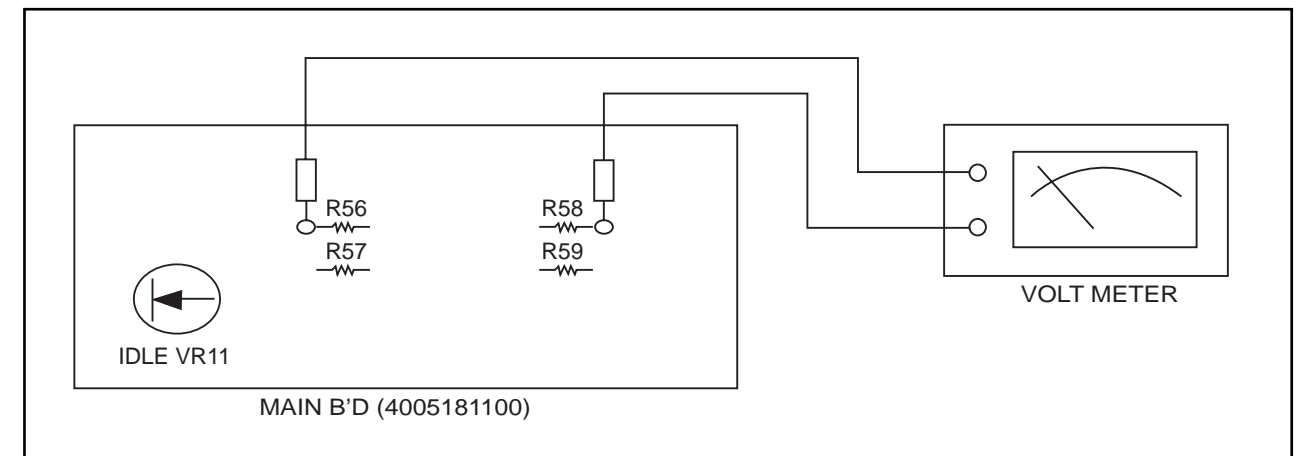 R56
R58
R57
R59
VOLT METER
IDLE VR11
MAIN B’D (4005181100)